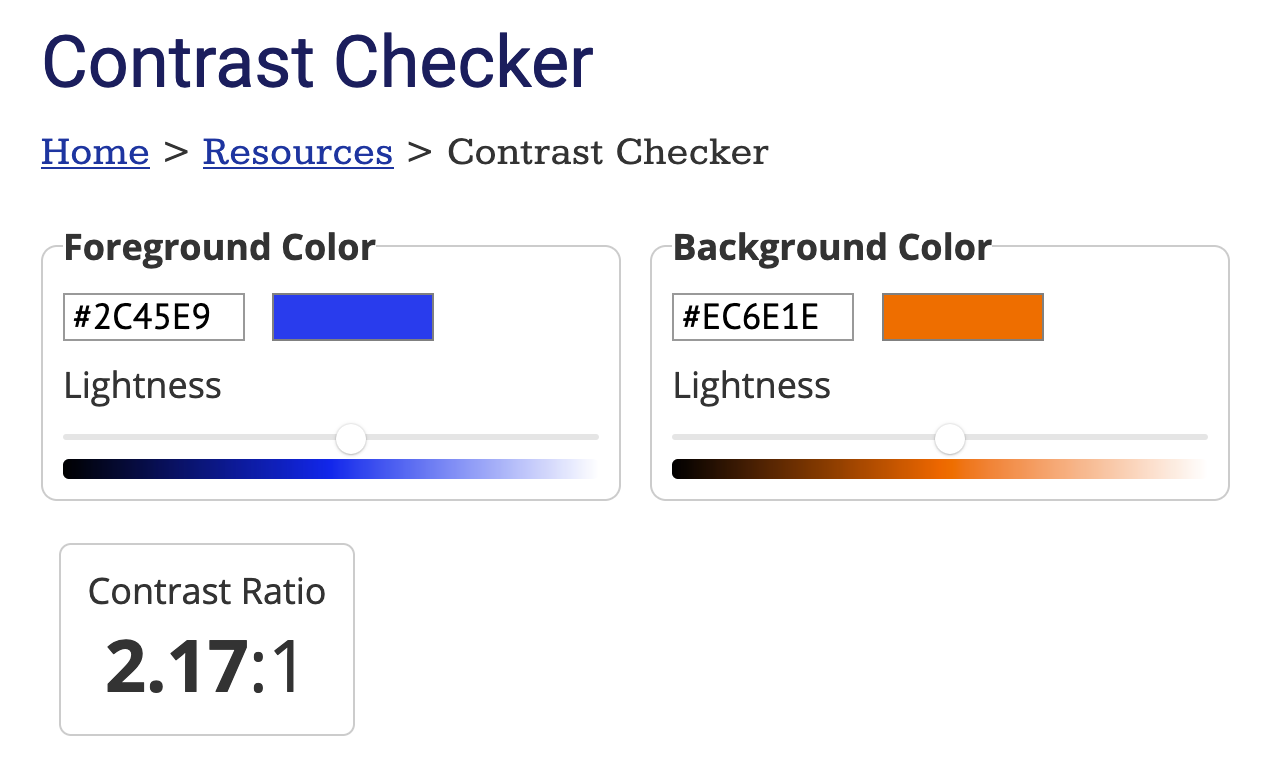 Contrast Checker
Home > Resources > Contrast Checker
Foreground Color
#2C45E9
Lightness
Background Color
#EC6E1E
Lightness
Contrast Ratio
2.17:1